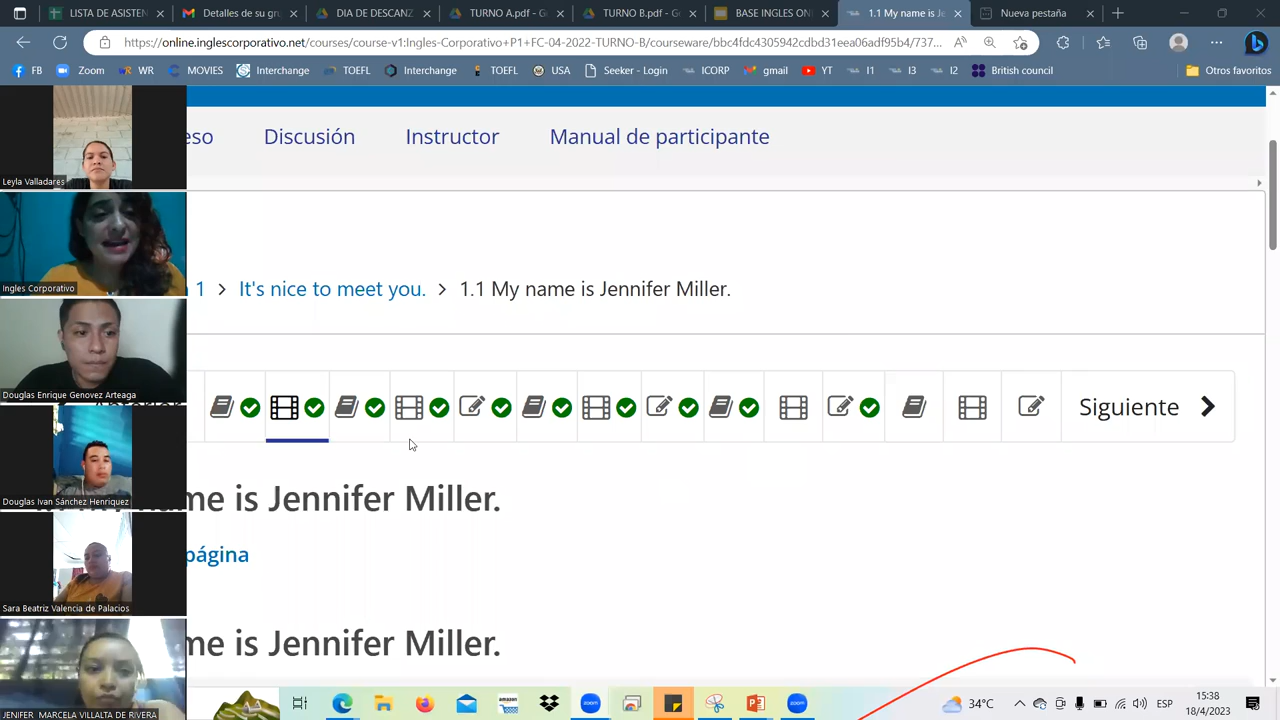 LISTA DE ASISTEN
Detalles de su gru
DIA DE DESCANZ
TURNO A.pdf - G
TURNO B.pdf - G
BASE INGLES ONL
1.1 My name is Je
Nueva pestaña
https://online.inglescorporativo.net/courses/course-v1:Ingles-Corporativo+P1+FC-04-2022-TURNO-B/courseware/bbc4fdc4305942cdbd31eea06adf95b4/737...
FB
Zoom
WR
MOVIES
Interchange
TOEFL
Interchange
TOEFL
USA
Seeker - Login
ICORP
gmail
YT
I1
I3
I2
British council
Otros favoritos
eso
Discusión
Instructor
Manual de participante
1 > It's nice to meet you. > 1.1 My name is Jennifer Miller.
Siguiente
me is Jennifer Miller.
página
me is Jennifer Miller.
Leyla Valladares
Ingles Corporativo
Douglas Enrique Genovez Arteaga
Douglas Ivan Sánchez Henriquez
Sara Beatriz Valencia de Palacios
JENIFER MARCELA VILLALTA DE RIVERA
amazon
zoom
zoom
34°C
ESP
15:38
18/4/2023